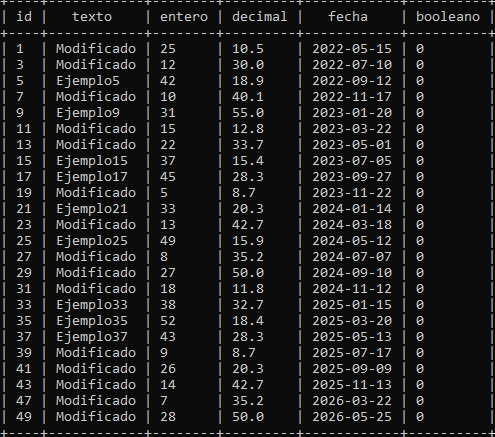 +----+------------+--------+---------+------------+----------+
| id |   texto    | entero | decimal |   fecha    | booleano |
+----+------------+--------+---------+------------+----------+
| 1  | Modificado | 25     | 10.5    | 2022-05-15 | 0        |
| 3  | Modificado | 12     | 30.0    | 2022-07-10 | 0        |
| 5  | Ejemplo5   | 42     | 18.9    | 2022-09-12 | 0        |
| 7  | Modificado | 10     | 40.1    | 2022-11-17 | 0        |
| 9  | Ejemplo9   | 31     | 55.0    | 2023-01-20 | 0        |
| 11 | Modificado | 15     | 12.8    | 2023-03-22 | 0        |
| 13 | Modificado | 22     | 33.7    | 2023-05-01 | 0        |
| 15 | Ejemplo15  | 37     | 15.4    | 2023-07-05 | 0        |
| 17 | Ejemplo17  | 45     | 28.3    | 2023-09-27 | 0        |
| 19 | Modificado | 5      | 8.7     | 2023-11-22 | 0        |
| 21 | Ejemplo21  | 33     | 20.3    | 2024-01-14 | 0        |
| 23 | Modificado | 13     | 42.7    | 2024-03-18 | 0        |
| 25 | Ejemplo25  | 49     | 15.9    | 2024-05-12 | 0        |
| 27 | Modificado | 8      | 35.2    | 2024-07-07 | 0        |
| 29 | Modificado | 27     | 50.0    | 2024-09-10 | 0        |
| 31 | Modificado | 18     | 11.8    | 2024-11-12 | 0        |
| 33 | Ejemplo33  | 38     | 32.7    | 2025-01-15 | 0        |
| 35 | Ejemplo35  | 52     | 18.4    | 2025-03-20 | 0        |
| 37 | Ejemplo37  | 43     | 28.3    | 2025-05-13 | 0        |
| 39 | Modificado | 9      | 8.7     | 2025-07-17 | 0        |
| 41 | Modificado | 26     | 20.3    | 2025-09-09 | 0        |
| 43 | Modificado | 14     | 42.7    | 2025-11-13 | 0        |
| 47 | Modificado | 7      | 35.2    | 2026-03-22 | 0        |
| 49 | Modificado | 28     | 50.0    | 2026-05-25 | 0        |
+----+------------+--------+---------+------------+----------+